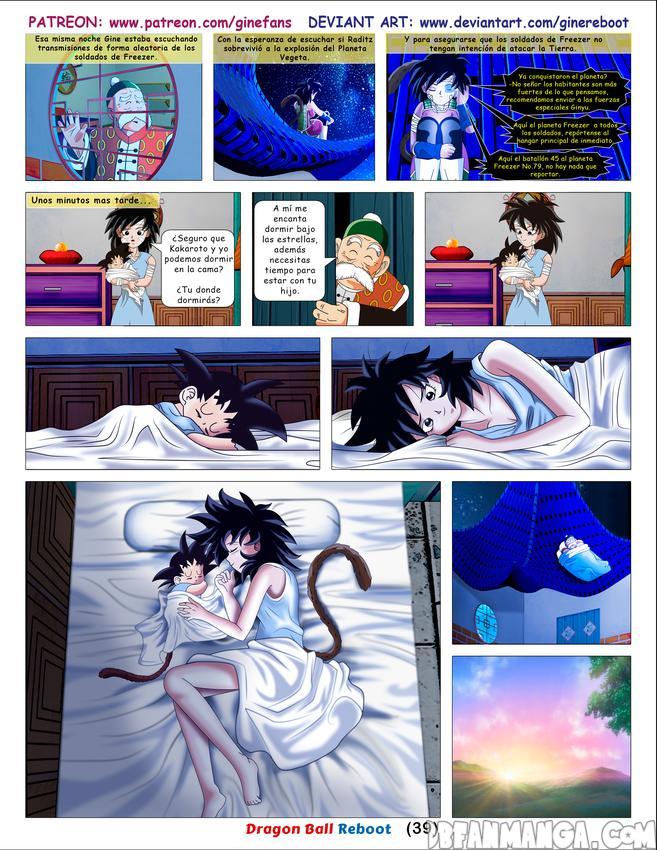 PATREON: www.patreon.com/ginefans DEVIANT ART: www.deviantart.com/ginereboot
Esa misma noche Gine estaba escuchando
transmisiones de forma aleatoria de los
soldados de Freezer.
Con la esperanza de escuchar si Raditz
sobrevivió a la explosión del Planeta
Vegeta.
Y para asegurarse que los soldados de Freezer no
tengan intención de atacar la Tierra.
Ya conquistaron el planeta?
-No señor los habitantes son más
fuertes de lo que pensamos,
recomendamos enviar a las fuerzas
especiales Ginyu.
Aquí el planeta Freezer a todos
los soldados, repórtense al
hangar principal de inmediato
Aquí el batallón 45 al planeta
Freezer No.79, no hay nada que
reportar.
Unos minutos mas tarde...
¿Seguro que
Kakaroto y yo
podemos dormir
en la cama?
¿Tu donde
dormirás?
A mí me
encanta
dormir bajo
las estrellas,
además
necesitas
tiempo para
estar con tu
hijo.
Dragon Ball Reboot (39)
DBFANMANGA.COM